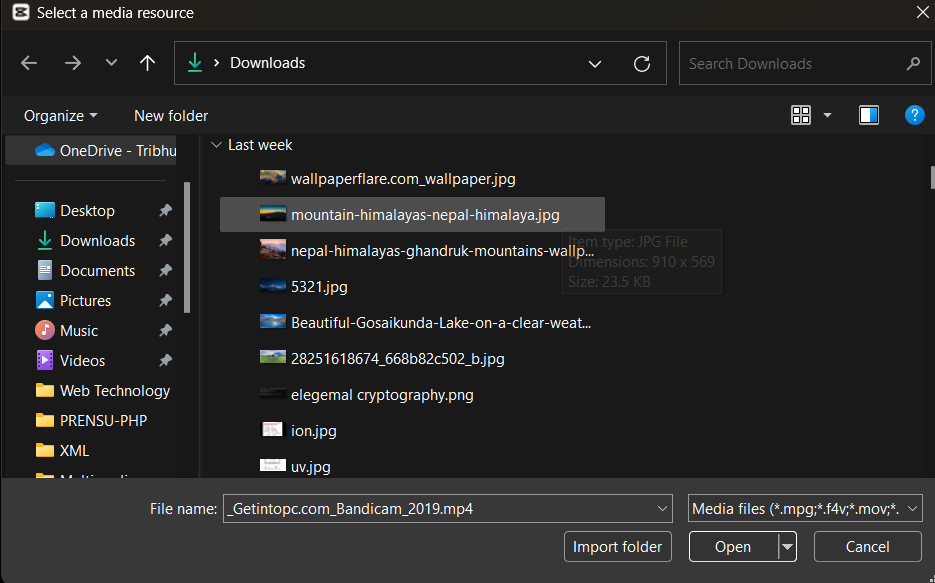 Select a media resource
Downloads
Search Downloads
Organize
New folder
OneDrive - Tribhu
Desktop
Downloads
Documents
Pictures
Music
Videos
Web Technology
PRENSU-PHP
XML
Last week
wallpaperflare.com_wallpaper.jpg
mountain-himalayas-nepal-himalaya.jpg
nepal-himalayas-ghandruk-mountains-wallp...
Item type: JPG File
Dimensions: 910 x 569
Size: 23.5 KB
5321.jpg
Beautiful-Gosaikunda-Lake-on-a-clear-weat...
28251618674_668b82c502_b.jpg
elegemal cryptography.png
ion.jpg
uv.jpg
File name: _Getintopc.com_Bandicam_2019.mp4
Media files (*.mpg;*.f4v;*.mov;*.
Import folder
Open
Cancel